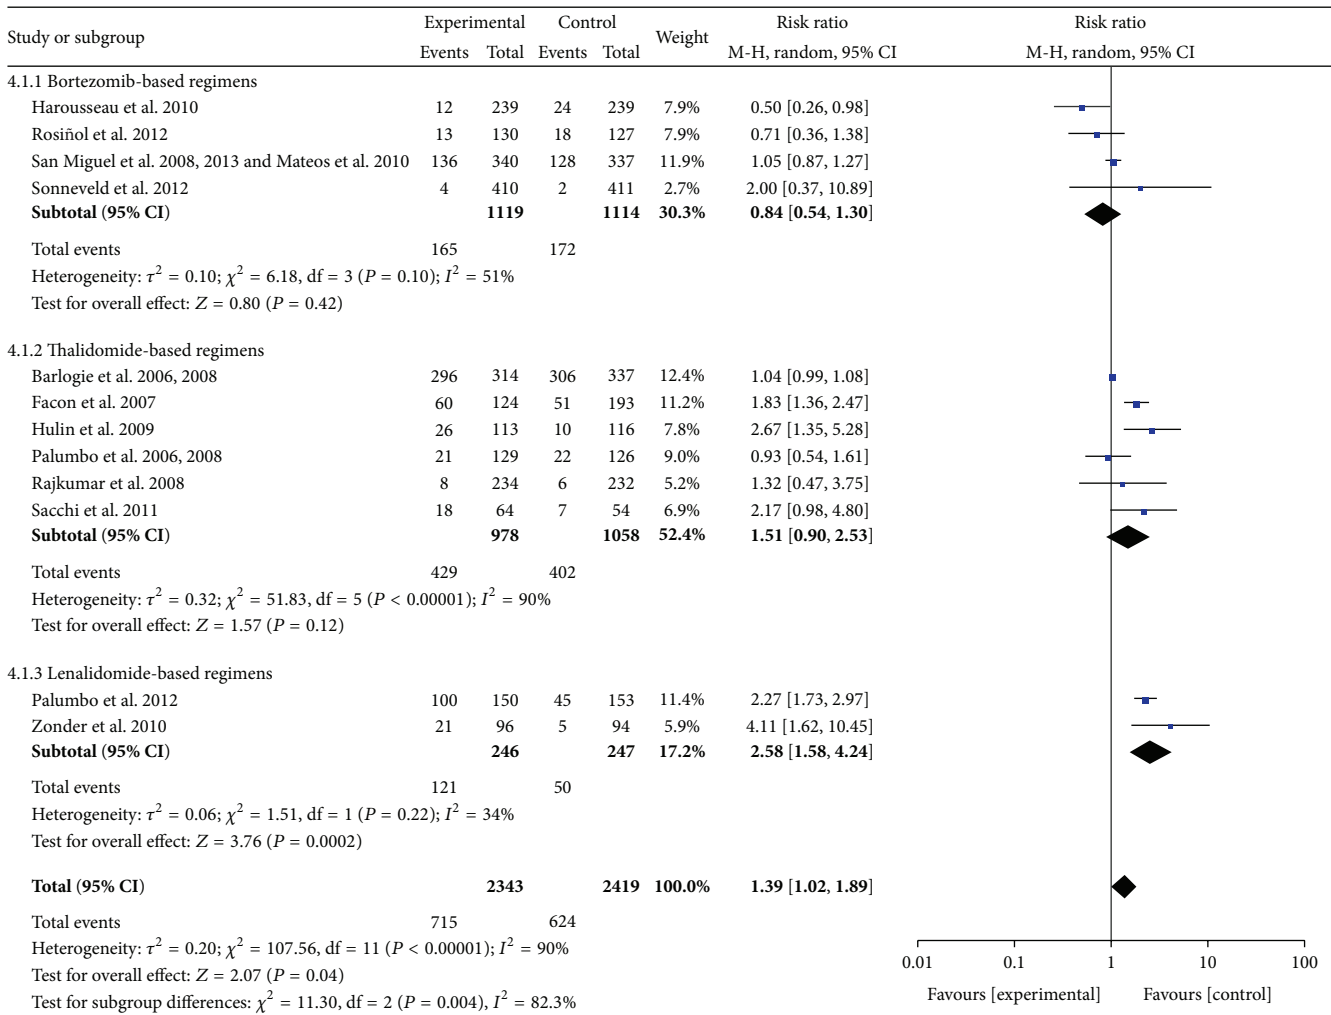 Study or subgroup Experimental Control Weight Risk ratio Risk ratio
Events Total Events Total M-H, random, 95% CI M-H, random, 95% CI
4.1.1 Bortezomib-based regimens
Harousseau et al. 2010 12 239 24 239 7.9% 0.50 [0.26, 0.98]
Rosiñol et al. 2012 13 130 18 127 7.9% 0.71 [0.36, 1.38]
San Miguel et al. 2008, 2013 and Mateos et al. 2010 136 340 128 337 11.9% 1.05 [0.87, 1.27]
Sonneveld et al. 2012 4 410 2 411 2.7% 2.00 [0.37, 10.89]
Subtotal (95% CI) 1119 1114 30.3% 0.84 [0.54, 1.30]
Total events 165 172
Heterogeneity: τ² = 0.10; χ² = 6.18, df = 3 (P = 0.10); I² = 51%
Test for overall effect: Z = 0.80 (P = 0.42)
4.1.2 Thalidomide-based regimens
Barlogie et al. 2006, 2008 296 314 306 337 12.4% 1.04 [0.99, 1.08]
Facon et al. 2007 60 124 51 193 11.2% 1.83 [1.36, 2.47]
Hulin et al. 2009 26 113 10 116 7.8% 2.67 [1.35, 5.28]
Palumbo et al. 2006, 2008 21 129 22 126 9.0% 0.93 [0.54, 1.61]
Rajkumar et al. 2008 8 234 6 232 5.2% 1.32 [0.47, 3.75]
Sacchi et al. 2011 18 64 7 54 6.9% 2.17 [0.98, 4.80]
Subtotal (95% CI) 978 1058 52.4% 1.51 [0.90, 2.53]
Total events 429 402
Heterogeneity: τ² = 0.32; χ² = 51.83, df = 5 (P < 0.00001); I² = 90%
Test for overall effect: Z = 1.57 (P = 0.12)
4.1.3 Lenalidomide-based regimens
Palumbo et al. 2012 100 150 45 153 11.4% 2.27 [1.73, 2.97]
Zonder et al. 2010 21 96 5 94 5.9% 4.11 [1.62, 10.45]
Subtotal (95% CI) 246 247 17.2% 2.58 [1.58, 4.24]
Total events 121 50
Heterogeneity: τ² = 0.06; χ² = 1.51, df = 1 (P = 0.22); I² = 34%
Test for overall effect: Z = 3.76 (P = 0.0002)
Total (95% CI) 2343 2419 100.0% 1.39 [1.02, 1.89]
Total events 715 624
Heterogeneity: τ² = 0.20; χ² = 107.56, df = 11 (P < 0.00001); I² = 90%
Test for overall effect: Z = 2.07 (P = 0.04)
Test for subgroup differences: χ² = 11.30, df = 2 (P = 0.004), I² = 82.3%
0.01 0.1 1 10 100
Favours [experimental] Favours [control]